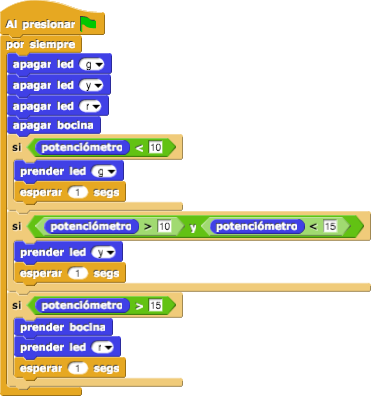 Al presionar
por siempre
apagar led g
apagar led y
apagar led r
apagar bocina
si potenciómetro < 10
prender led g
esperar 1 segs
si potenciómetro > 10 y potenciómetro < 15
prender led y
esperar 1 segs
si potenciómetro > 15
prender bocina
prender led r
esperar 1 segs